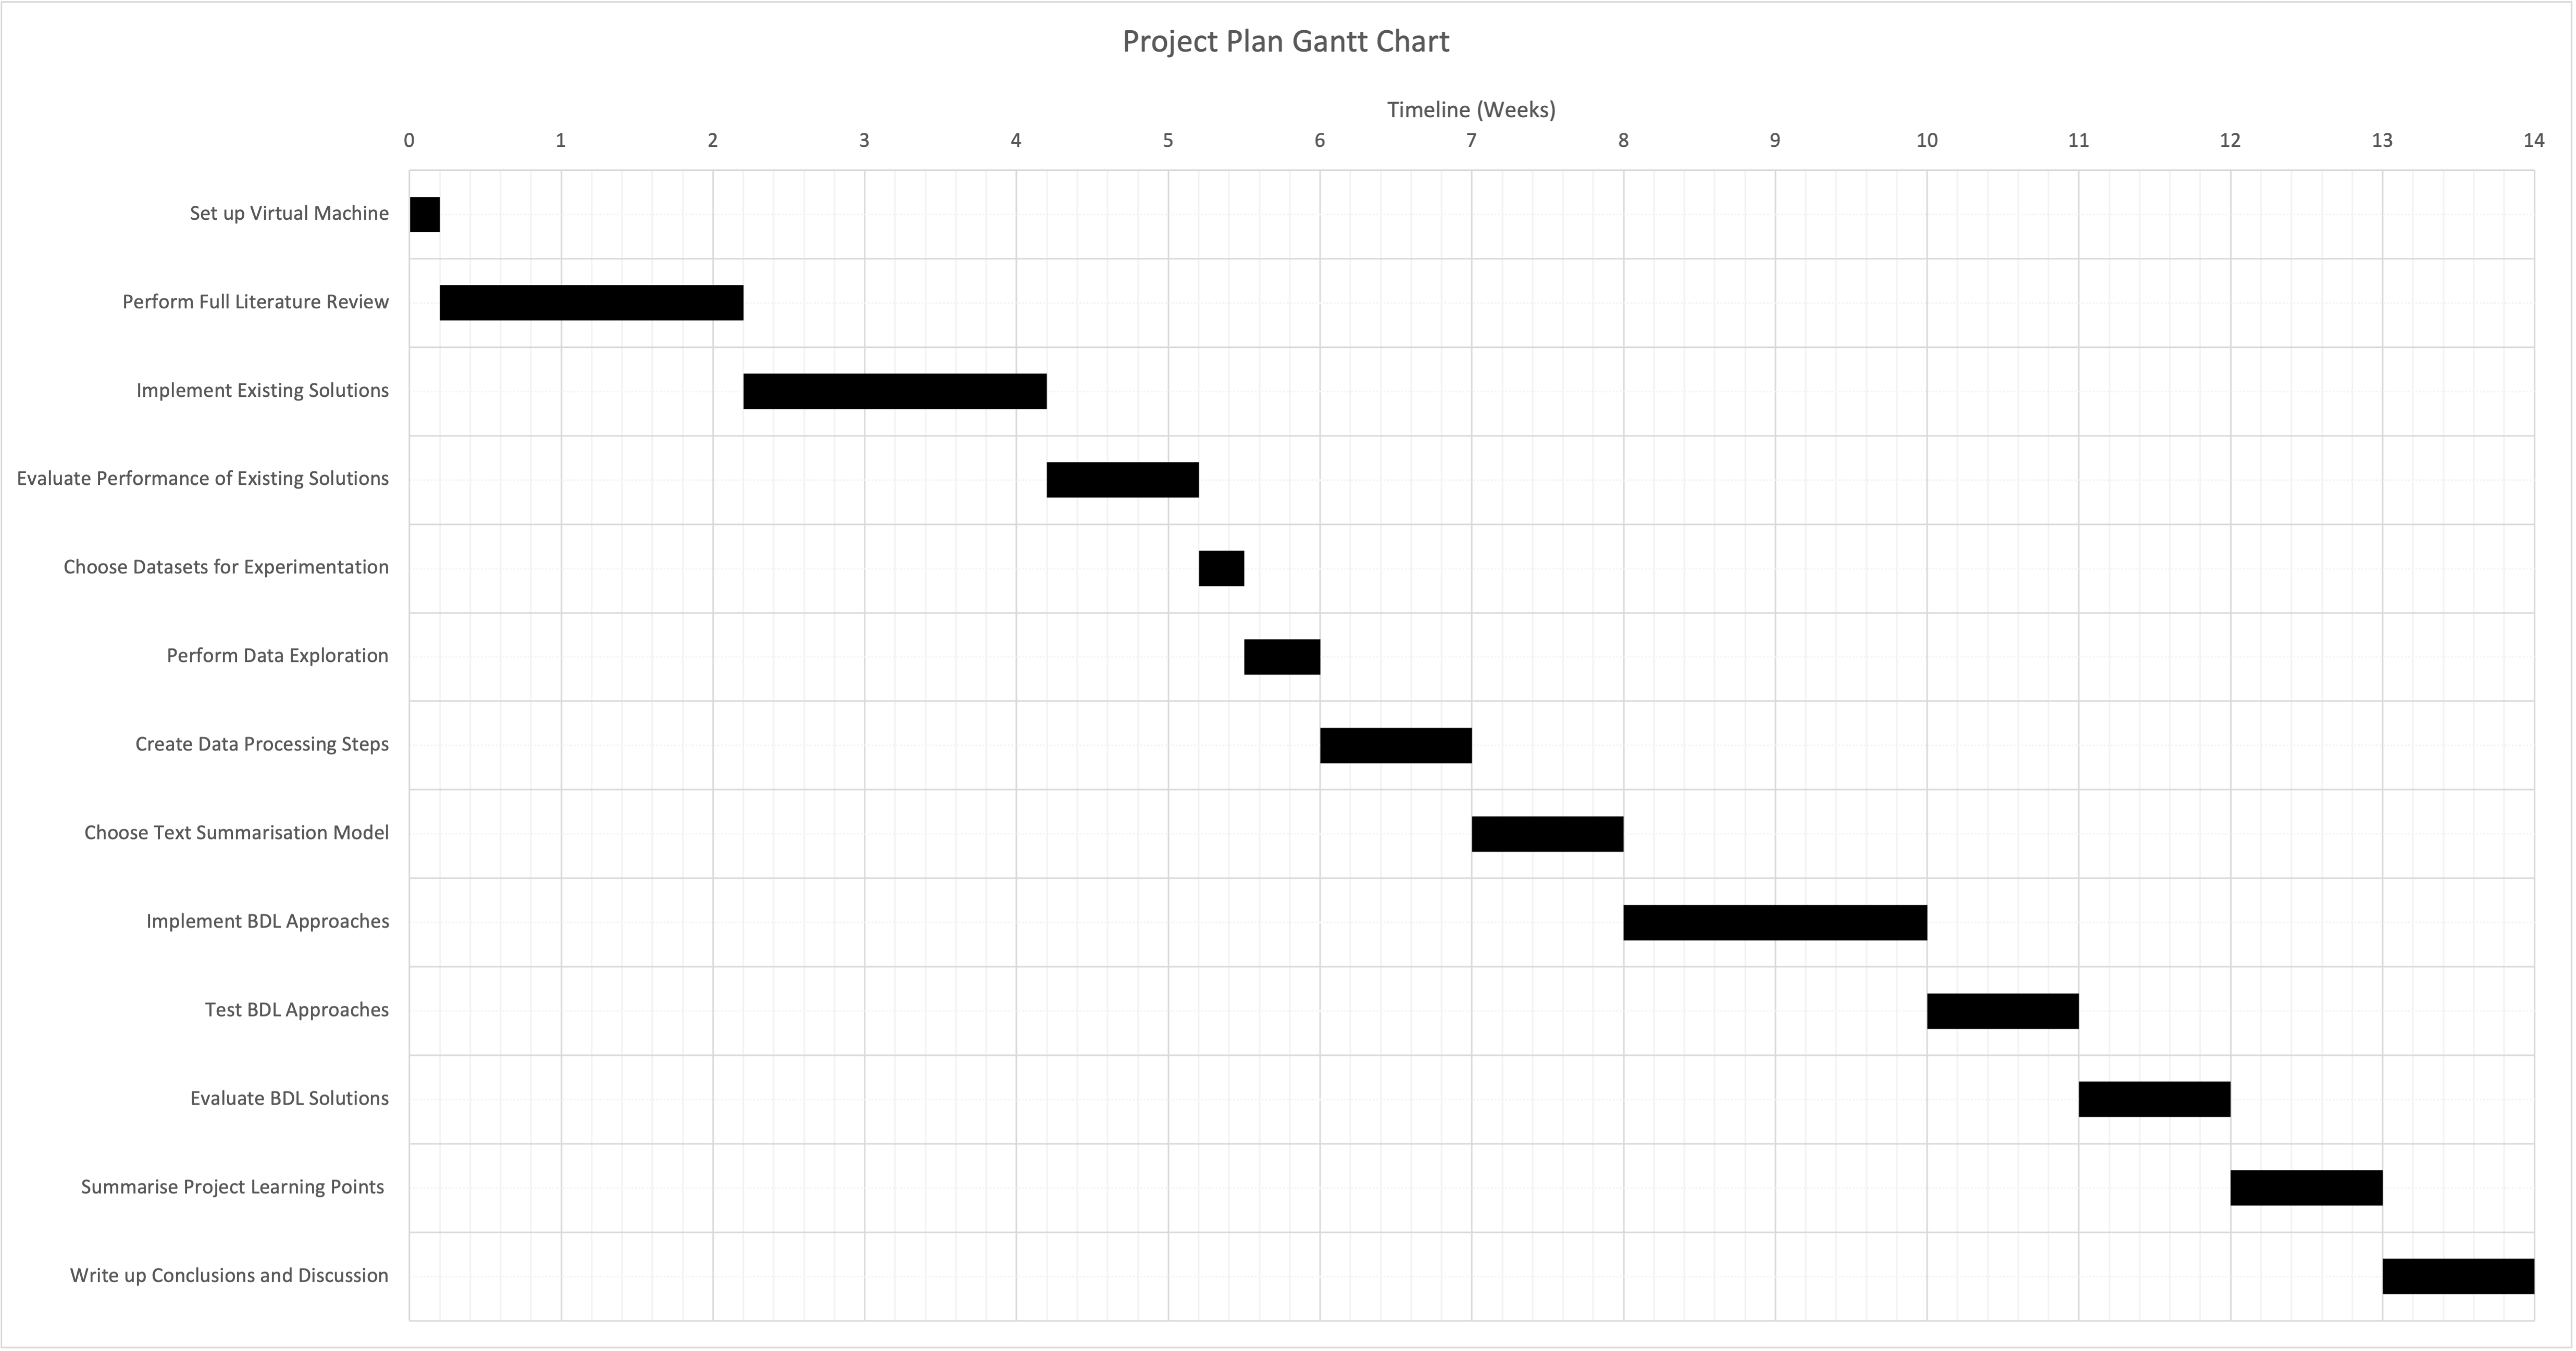 Project Plan Gantt Chart
Timeline (Weeks)
0 1 2 3 4 5 6 7 8 9 10 11 12 13 14
Set up Virtual Machine
Perform Full Literature Review
Implement Existing Solutions
Evaluate Performance of Existing Solutions
Choose Datasets for Experimentation
Perform Data Exploration
Create Data Processing Steps
Choose Text Summarisation Model
Implement BDL Approaches
Test BDL Approaches
Evaluate BDL Solutions
Summarise Project Learning Points
Write up Conclusions and Discussion